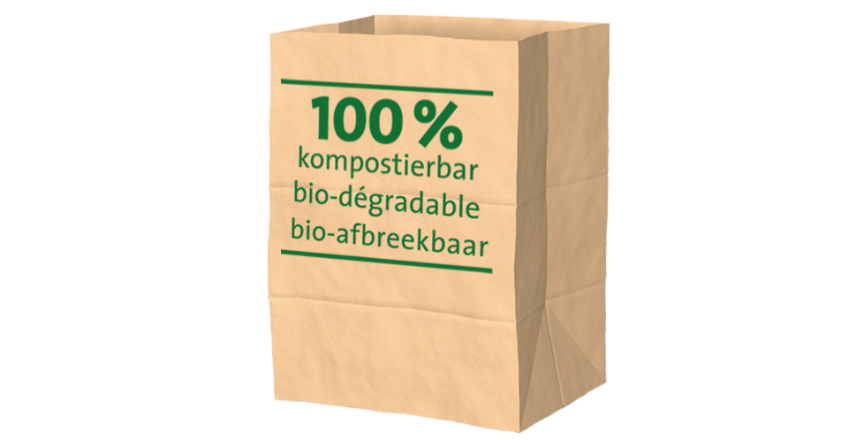 100 %
kompostierbar
bio-dégradable
bio-afbreekbaar